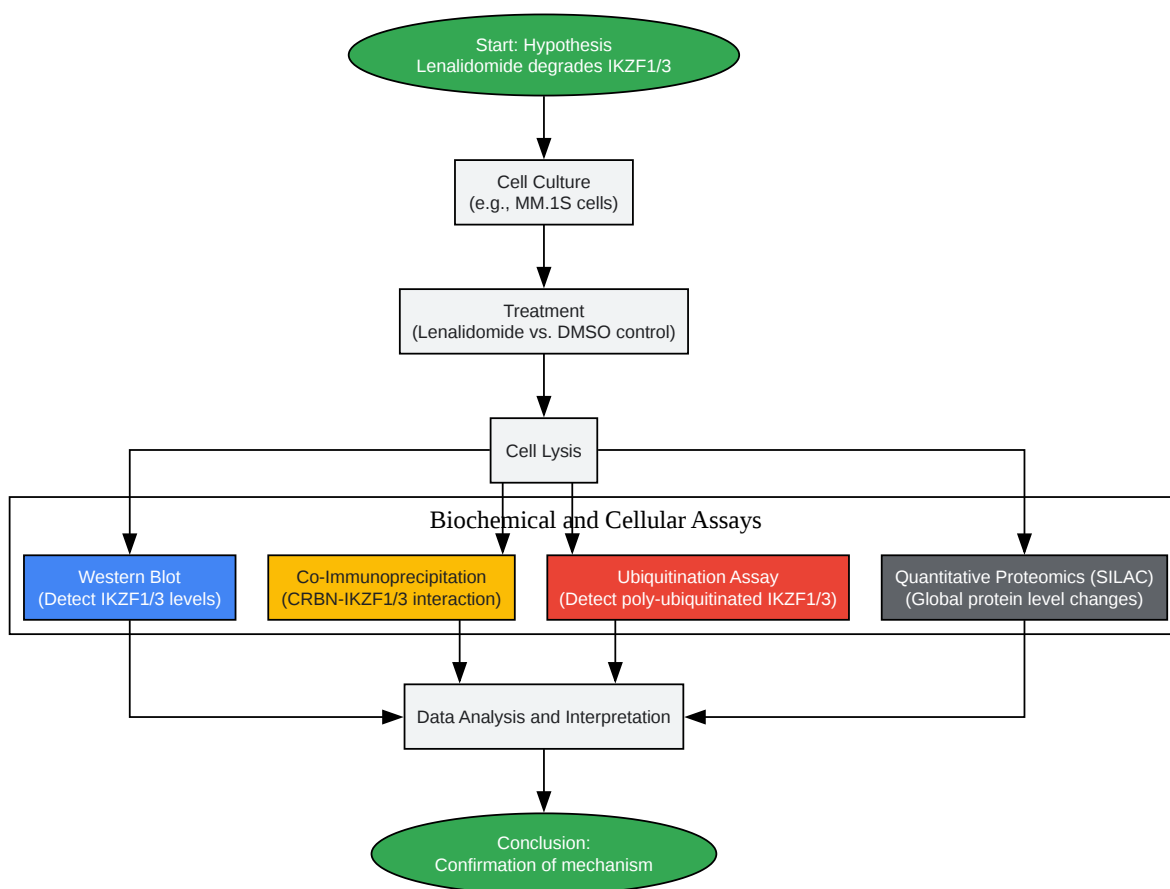 Start: Hypothesis
Lenalidomide degrades IKZF1/3
Cell Culture
(e.g., MM.1S cells)
Treatment
(Lenalidomide vs. DMSO control)
Cell Lysis
Biochemical and Cellular Assays
Western Blot
(Detect IKZF1/3 levels)
Co-Immunoprecipitation
(CRBN-IKZF1/3 interaction)
Ubiquitination Assay
(Detect poly-ubiquitinated IKZF1/3)
Quantitative Proteomics (SILAC)
(Global protein level changes)
Data Analysis and Interpretation
Conclusion:
Confirmation of mechanism